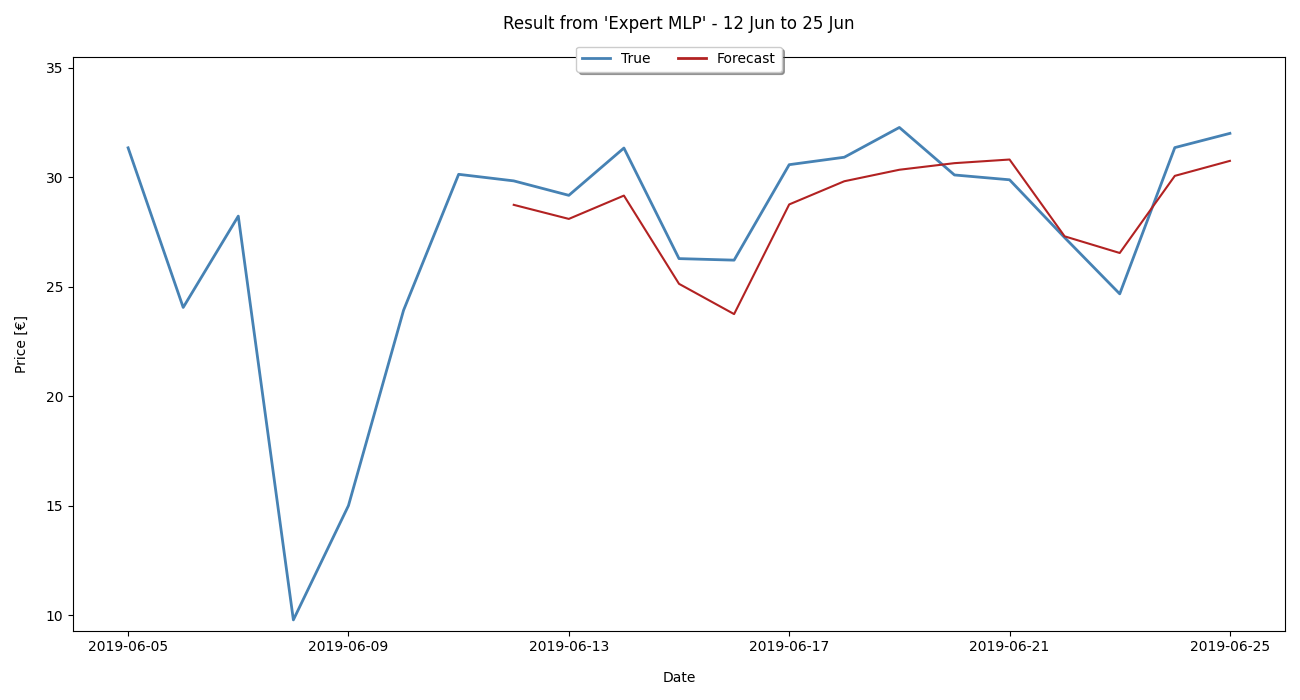 Result from 'Expert MLP' - 12 Jun to 25 Jun
True Forecast
35
30
25
20
15
10
Price [€]
2019-06-05 2019-06-09 2019-06-13 2019-06-17 2019-06-21 2019-06-25
Date